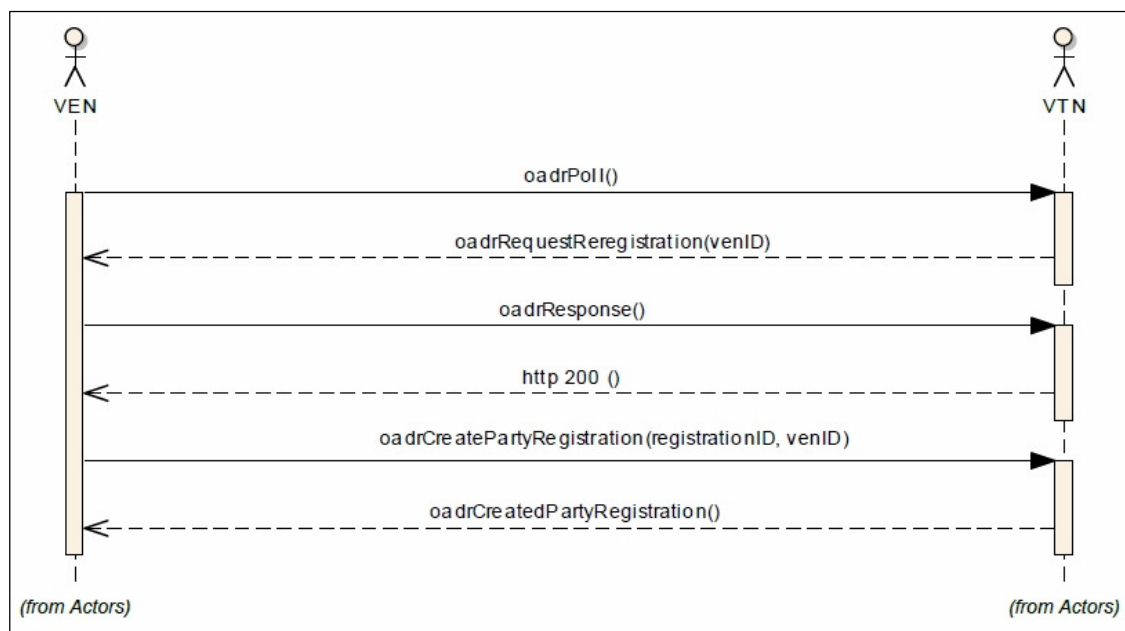 VEN
VTN
oadrPoll()
oadrRequestReregistration(venID)
oadrResponse()
http 200 ()
oadrCreatePartyRegistration(registrationID, venID)
oadrCreatedPartyRegistration()
(from Actors)
(from Actors)